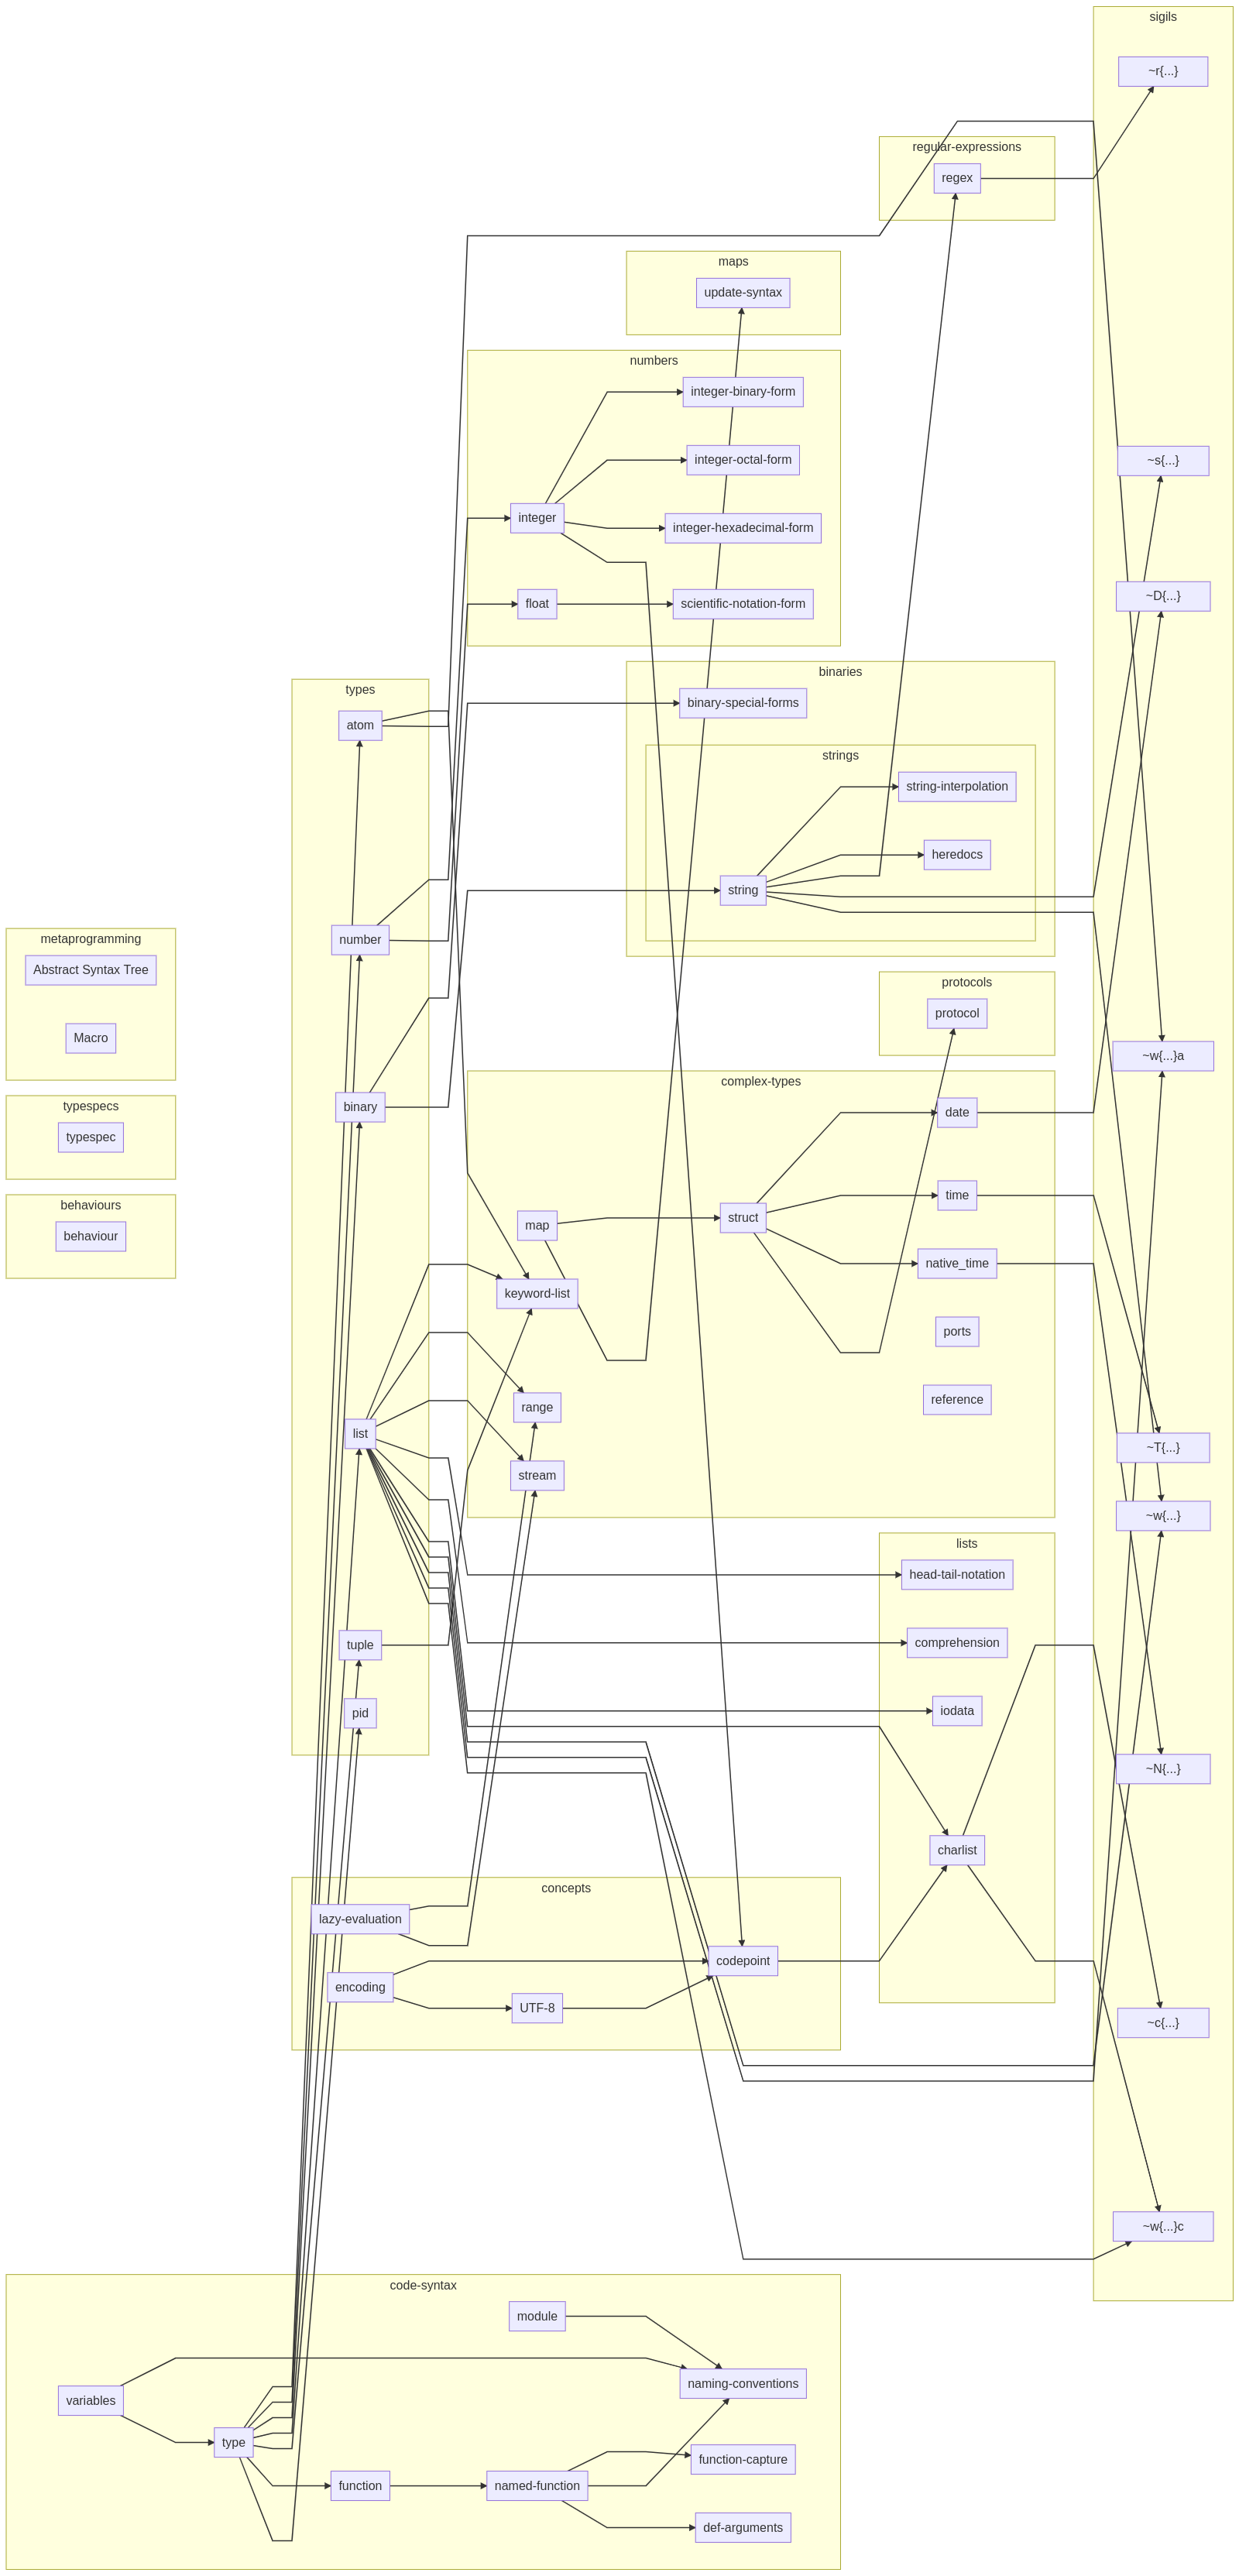 sigils
~r{...}
regular-expressions
regex
maps
update-syntax
numbers
integer-binary-form
integer-octal-form
~s{...}
integer
integer-hexadecimal-form
float
scientific-notation-form
~D{...}
types
binaries
atom
binary-special-forms
strings
string-interpolation
heredocs
string
metaprogramming
Abstract Syntax Tree
Macro
number
protocols
protocol
~w{...}a
typespecs
typespec
binary
complex-types
date
behaviours
behaviour
map
struct
time
native_time
keyword-list
ports
range
reference
list
stream
~T{...}
~w{...}
lists
head-tail-notation
tuple
comprehension
pid
iodata
~N{...}
charlist
concepts
lazy-evaluation
codepoint
encoding
UTF-8
~c{...}
~w{...}c
code-syntax
module
variables
naming-conventions
type
function-capture
function
named-function
def-arguments